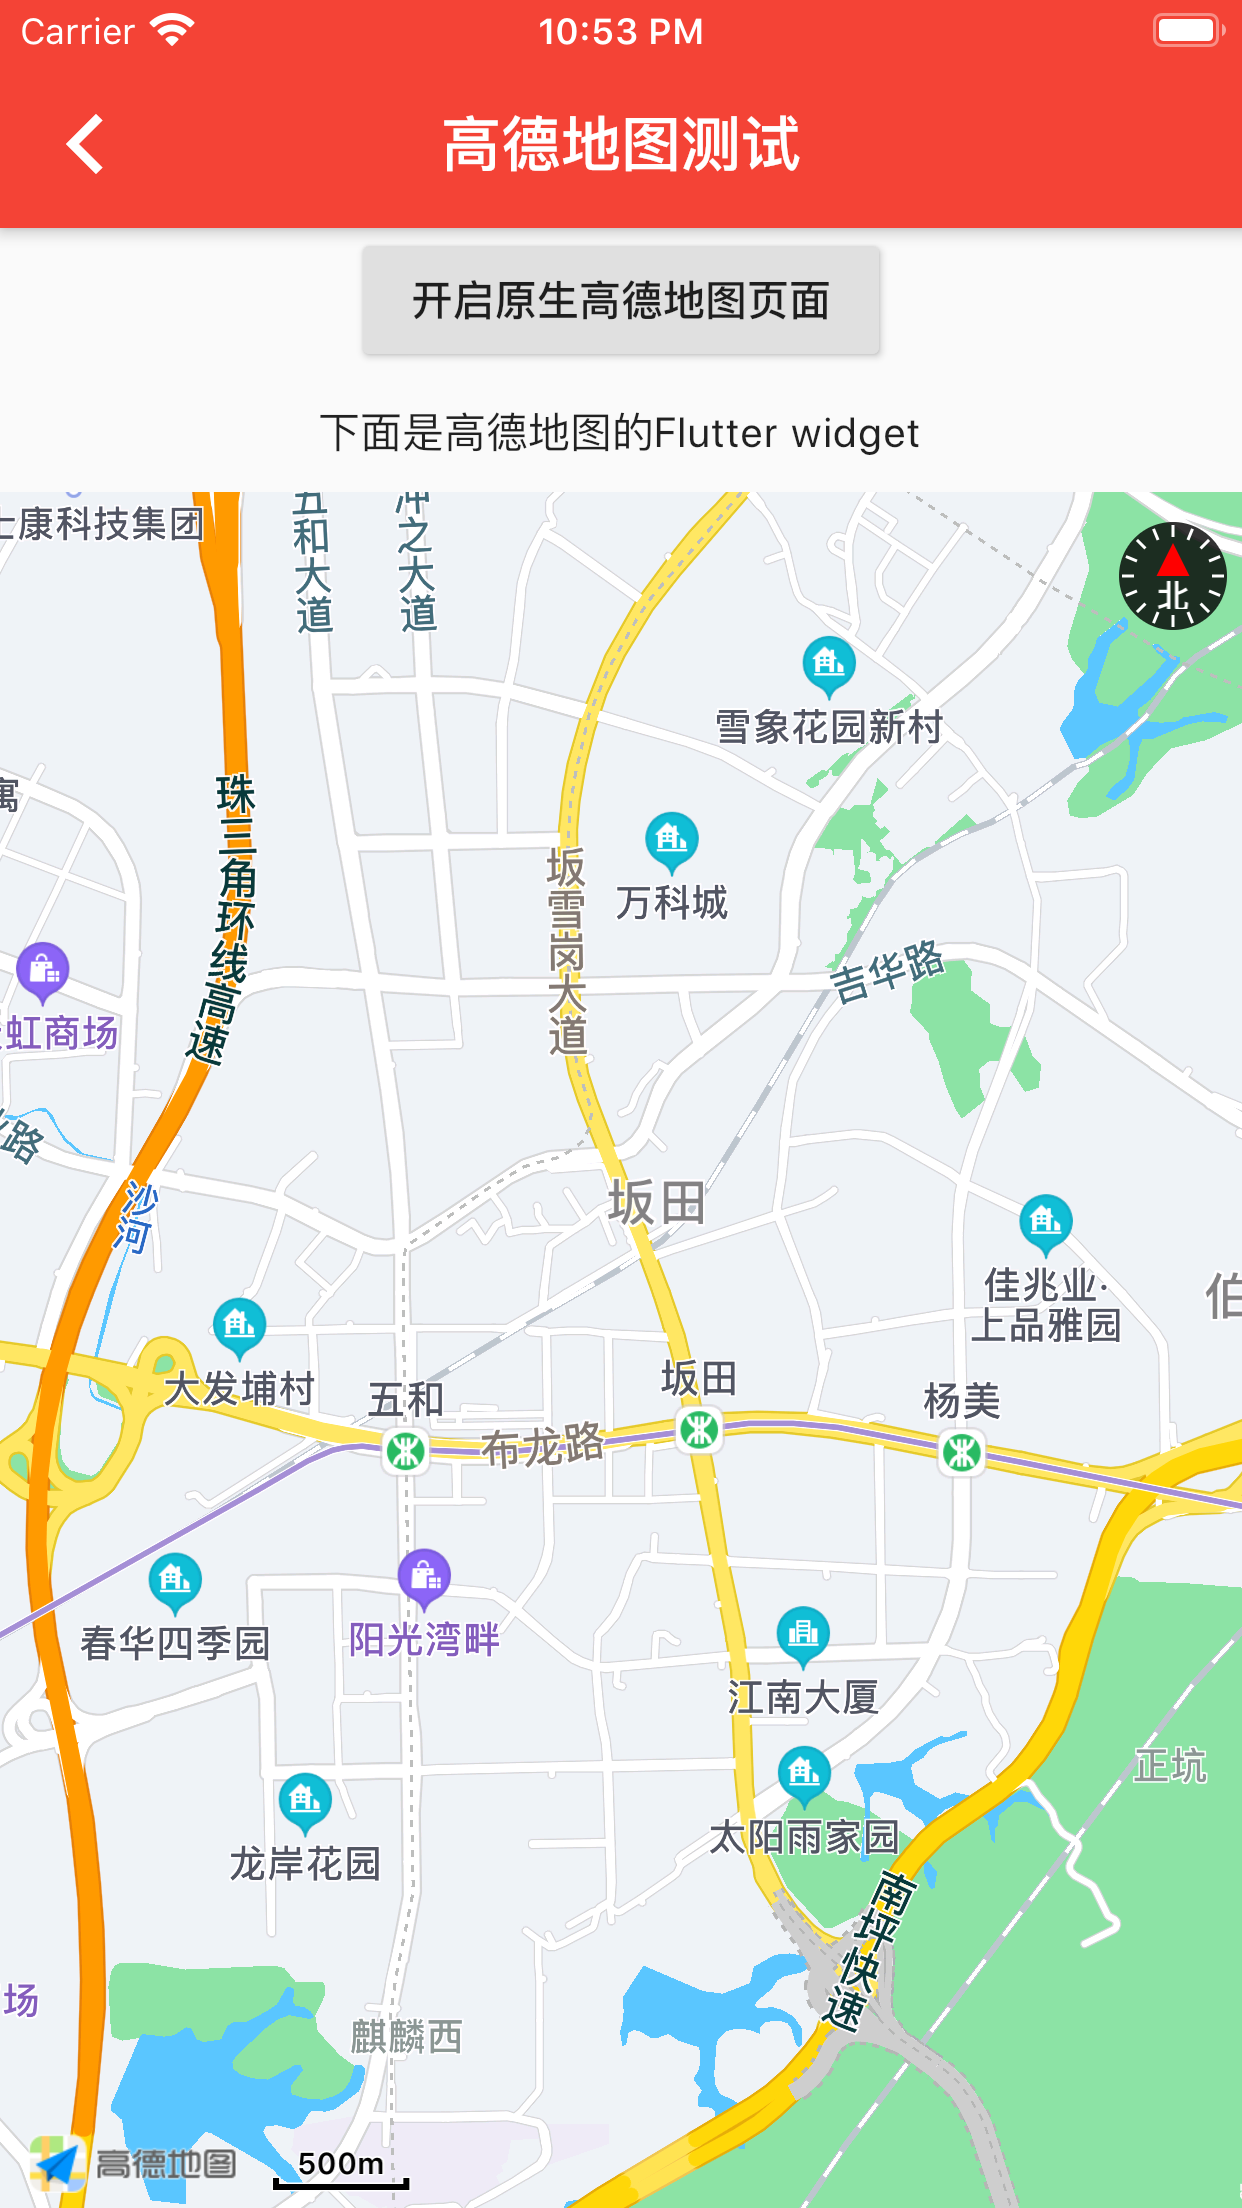 Carrier
10:53 PM
高德地图测试
开启原生高德地图页面
下面是高德地图的Flutter widget
康科技集团
五和大道
冲之大道
北
雪象花园新村
珠三角环线高速
坂雪岗大道
万科城
吉华路
虹商场
路
沙河
坂田
佳兆业·
上品雅园
大发埔村
五和
坂田
杨美
布龙路
春华四季园
阳光湾畔
江南大厦
正坑
太阳雨家园
龙岸花园
南坪快速
场
麒麟西
高德地图
500m